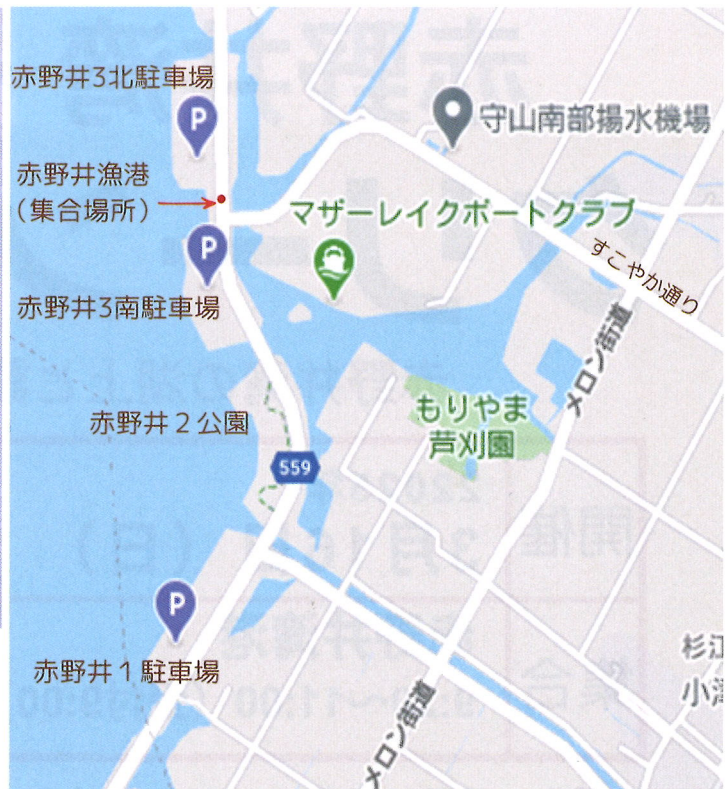 赤野井3北駐車場
P
守山南部揚水機場
赤野井漁港
（集合場所）
マザーレイクボートクラブ
P
すこやか通り
赤野井3南駐車場
メロン街道
もりやま
芦刈園
赤野井２公園
559
P
赤野井１駐車場
杉江
メロン街道